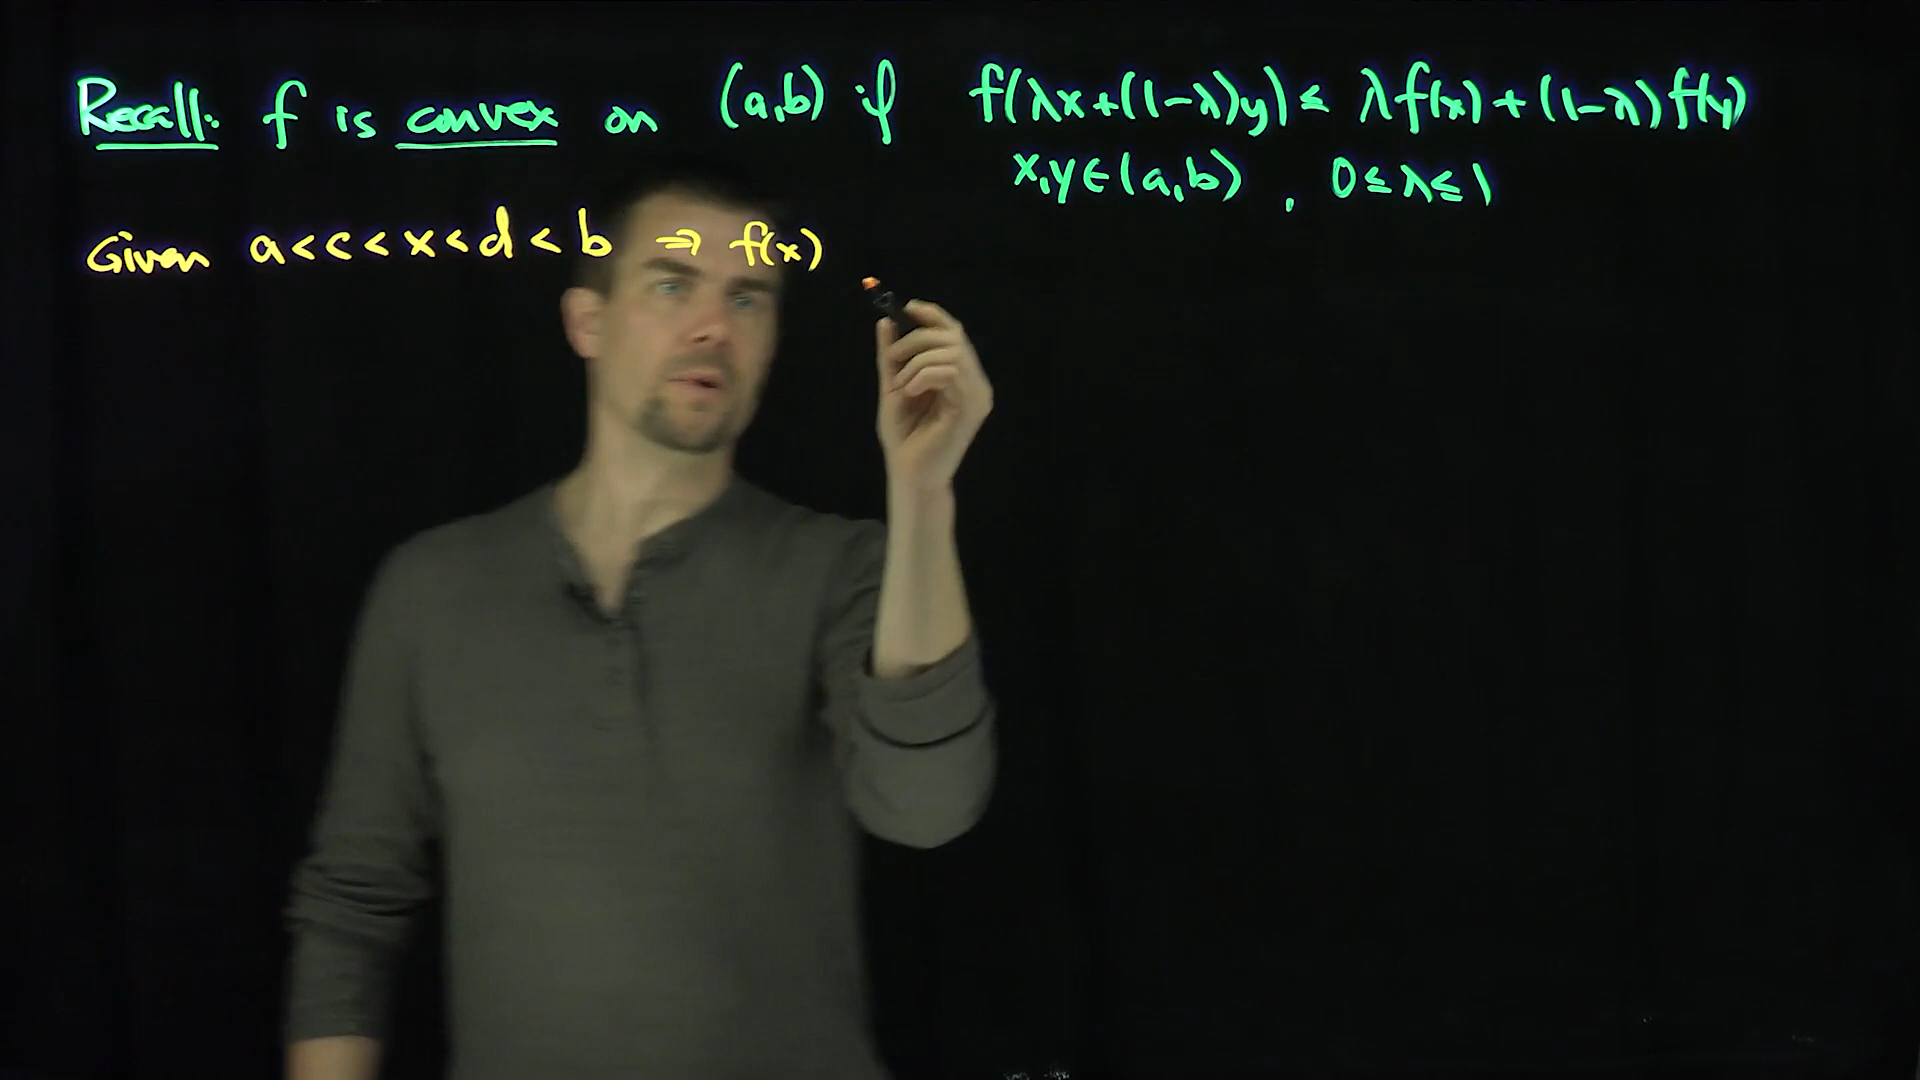 Recall: f is convex on (a,b) if f(λx+(1-λ)y) ≤ λf(x)+(1-λ)f(y)
x,y∈(a,b), 0≤λ≤1
Given a<c<x<d<b ⇒ f(x)